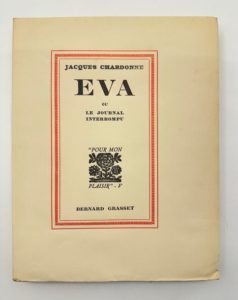 JACQUES CHARDONNE
EVA
OU
LE JOURNAL
INTERROMPU
"POUR MON
PLAISIR" - V
BERNARD GRASSET